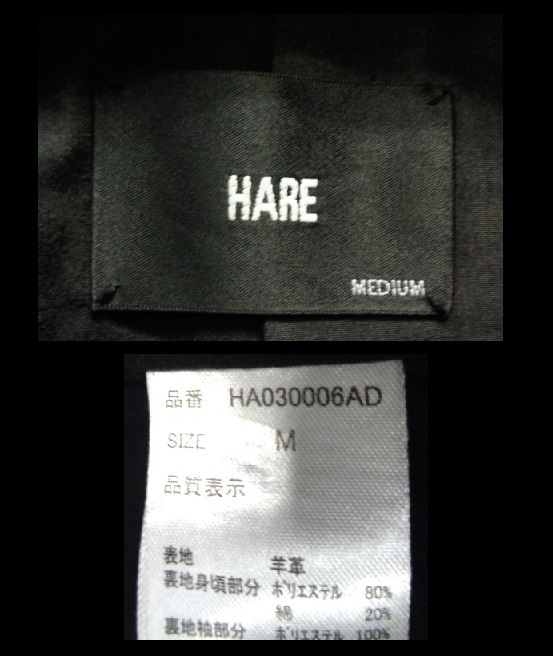 HARE
MEDIUM
品番 HA030006AD
SIZE M
品質表示
表地 羊革
裏地身頃部分 ポリエステル 80%
綿 20%
裏地袖部分 ポリエステル 100%